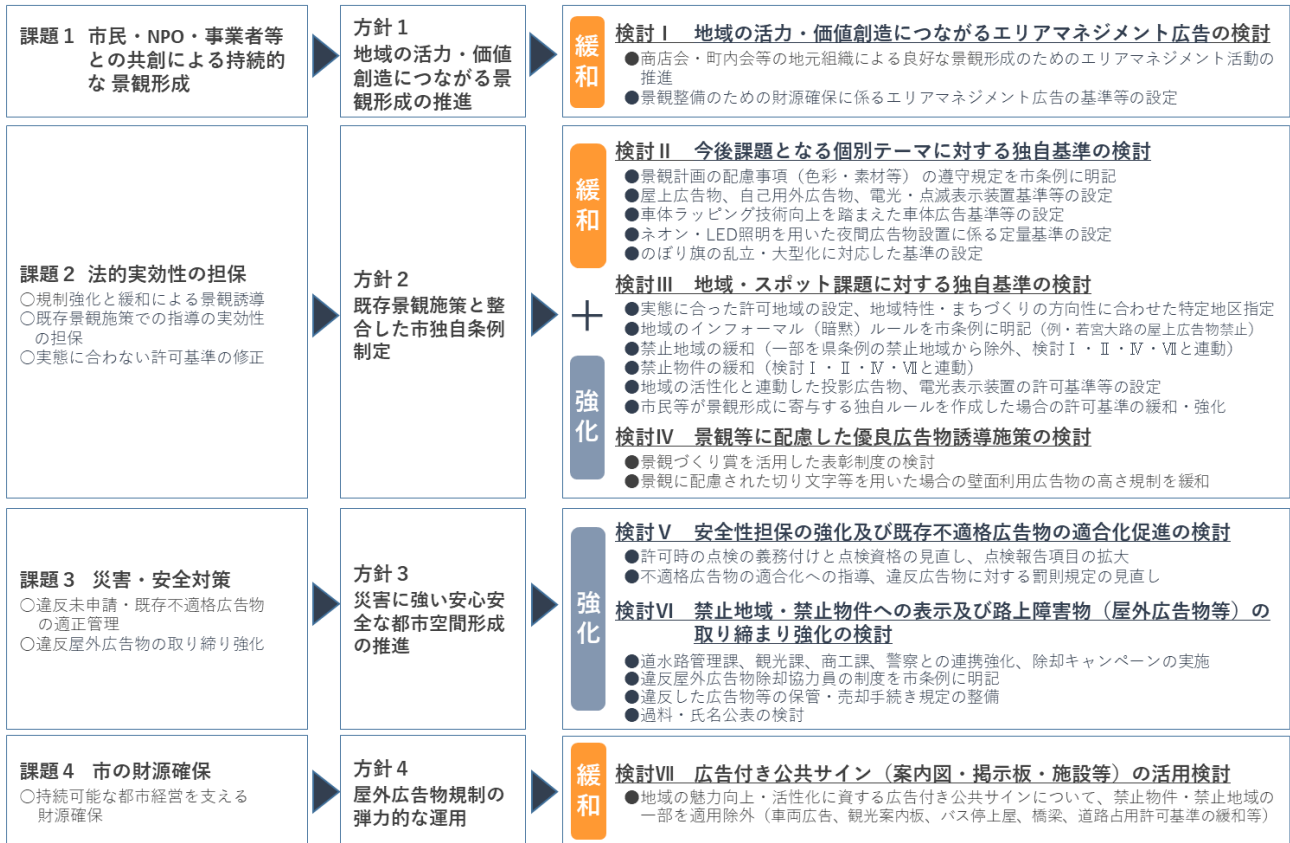 課題１ 市民・NPO・事業者等
との共創による持続的
な 景観形成
方針１
地域の活力・価値
創造につながる景
観形成の推進
緩和
検討Ⅰ 地域の活力・価値創造につながるエリアマネジメント広告の検討
●商店会・町内会等の地元組織による良好な景観形成のためのエリアマネジメント活動の
推進
●景観整備のための財源確保に係るエリアマネジメント広告の基準等の設定
課題２ 法的実効性の担保
○規制強化と緩和による景観誘導
○既存景観施策での指導の実効性
の担保
○実態に合わない許可基準の修正
方針２
既存景観施策と整
合した市独自条例
制定
緩和
＋
強化
検討Ⅱ 今後課題となる個別テーマに対する独自基準の検討
●景観計画の配慮事項（色彩・素材等） の遵守規定を市条例に明記
●屋上広告物、自己用外広告物、電光・点滅表示装置基準等の設定
●車体ラッピング技術向上を踏まえた車体広告基準等の設定
●ネオン・LED照明を用いた夜間広告物設置に係る定量基準の設定
●のぼり旗の乱立・大型化に対応した基準の設定
検討Ⅲ 地域・スポット課題に対する独自基準の検討
●実態に合った許可地域の設定、地域特性・まちづくりの方向性に合わせた特定地区指定
●地域のインフォーマル（暗黙）ルールを市条例に明記（例・若宮大路の屋上広告物禁止）
●禁止地域の緩和（一部を県条例の禁止地域から除外、検討Ⅰ・Ⅱ・Ⅳ・Ⅶと連動）
●禁止物件の緩和（検討Ⅰ・Ⅱ・Ⅳ・Ⅶと連動）
●地域の活性化と連動した投影広告物、電光表示装置の許可基準等の設定
●市民等が景観形成に寄与する独自ルールを作成した場合の許可基準の緩和・強化
検討Ⅳ 景観等に配慮した優良広告物誘導施策の検討
●景観づくり賞を活用した表彰制度の検討
●景観に配慮された切り文字等を用いた場合の壁面利用広告物の高さ規制を緩和
課題３ 災害・安全対策
○違反未申請・既存不適格広告物
の適正管理
○違反屋外広告物の取り締り強化
方針３
災害に強い安心安
全な都市空間形成
の推進
強化
検討Ⅴ 安全性担保の強化及び既存不適格広告物の適合化促進の検討
●許可時の点検の義務付けと点検資格の見直し、点検報告項目の拡大
●不適格広告物の適合化への指導、違反広告物に対する罰則規定の見直し
検討Ⅵ 禁止地域・禁止物件への表示及び路上障害物（屋外広告物等）の
取り締まり強化の検討
●道水路管理課、観光課、商工課、警察との連携強化、除却キャンペーンの実施
●違反屋外広告物除却協力員の制度を市条例に明記
●違反した広告物等の保管・売却手続き規定の整備
●過料・氏名公表の検討
課題４ 市の財源確保
○持続可能な都市経営を支える
財源確保
方針４
屋外広告物規制の
弾力的な運用
緩和
検討Ⅶ 広告付き公共サイン（案内図・掲示板・施設等）の活用検討
●地域の魅力向上・活性化に資する広告付き公共サインについて、禁止物件・禁止地域の
一部を適用除外（車両広告、観光案内板、バス停上屋、橋梁、道路占用許可基準の緩和等）